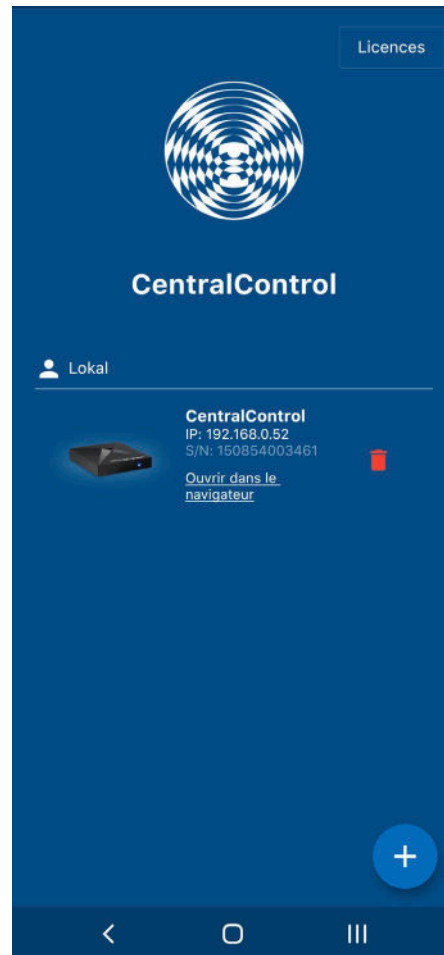 Licences
CentralControl
Lokal
CentralControl
IP: 192.168.0.52
S/N: 150854003461
Ouvrir dans le
navigateur